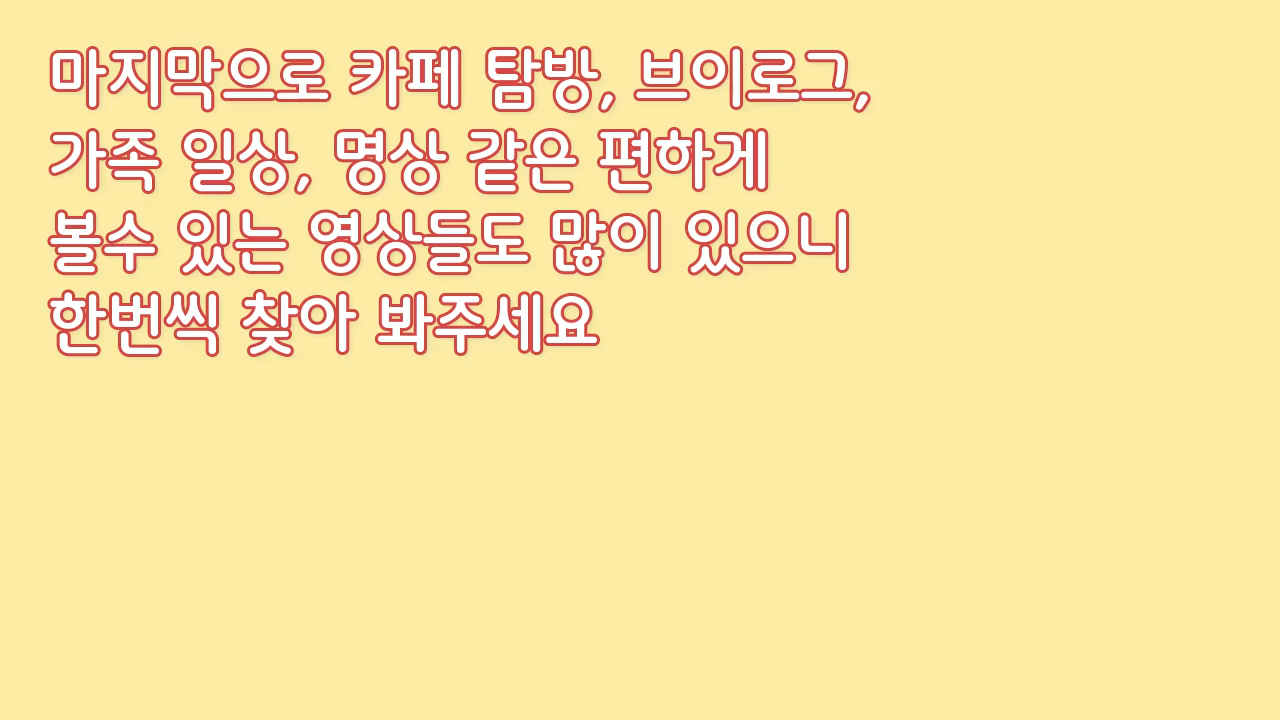 마지막으로 카페 탐방, 브이로그,
가족 일상, 명상 같은 편하게
볼수 있는 영상들도 많이 있으니
한번씩 찾아 봐주세요